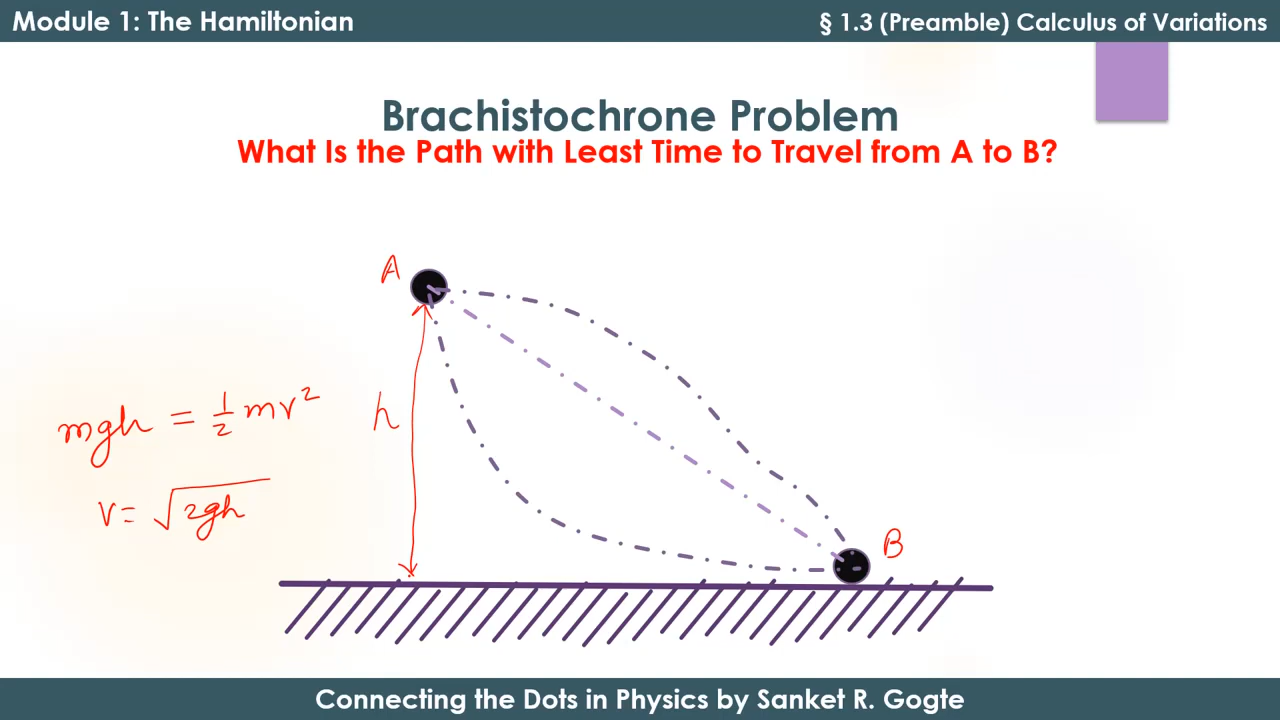 Module 1: The Hamiltonian
§ 1.3 (Preamble) Calculus of Variations
Brachistochrone Problem
What Is the Path with Least Time to Travel from A to B?
A
h
mgh = 1/2 mv²
v = √2gh
B
Connecting the Dots in Physics by Sanket R. Gogte